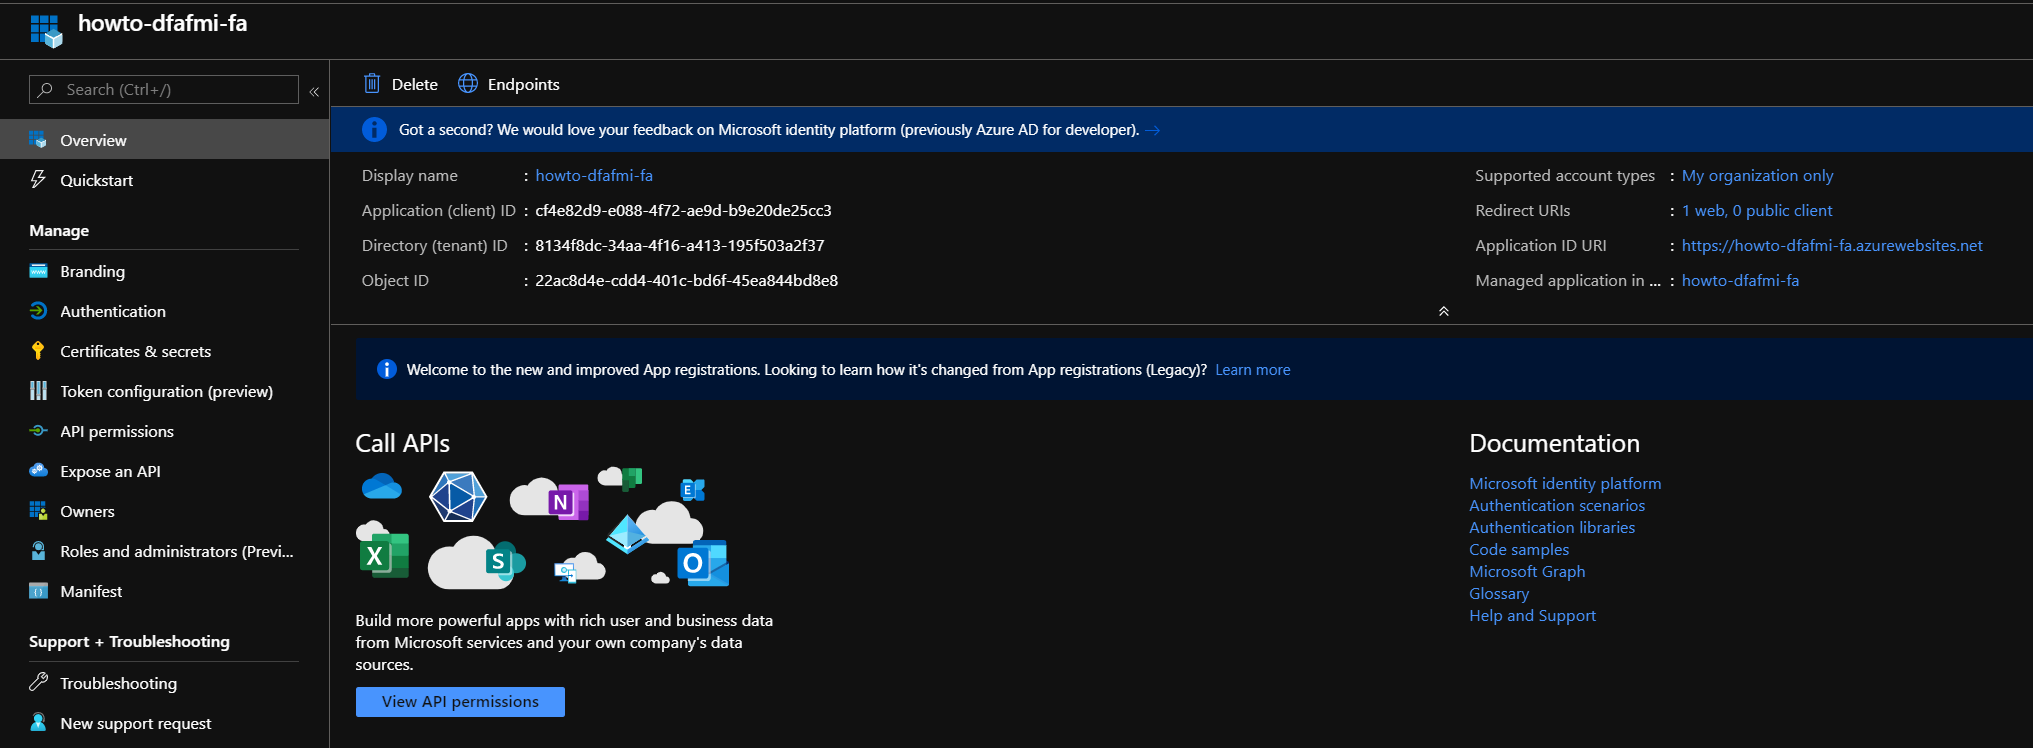 howto-dfafmi-fa
Search (Ctrl+/)
«
Overview
Quickstart
Manage
Branding
Authentication
Certificates & secrets
Token configuration (preview)
API permissions
Expose an API
Owners
Roles and administrators (Previ...
Manifest
Support + Troubleshooting
Troubleshooting
New support request
Delete Endpoints
Got a second? We would love your feedback on Microsoft identity platform (previously Azure AD for developer). →
Display name : howto-dfafmi-fa
Application (client) ID : cf4e82d9-e088-4f72-ae9d-b9e20de25cc3
Directory (tenant) ID : 8134f8dc-34aa-4f16-a413-195f503a2f37
Object ID : 22ac8d4e-cdd4-401c-bd6f-45ea844bd8e8
Supported account types : My organization only
Redirect URIs : 1 web, 0 public client
Application ID URI : https://howto-dfafmi-fa.azurewebsites.net
Managed application in ... : howto-dfafmi-fa
Welcome to the new and improved App registrations. Looking to learn how it's changed from App registrations (Legacy)? Learn more
Call APIs
N
E
X
S
O
Build more powerful apps with rich user and business data
from Microsoft services and your own company's data
sources.
View API permissions
Documentation
Microsoft identity platform
Authentication scenarios
Authentication libraries
Code samples
Microsoft Graph
Glossary
Help and Support